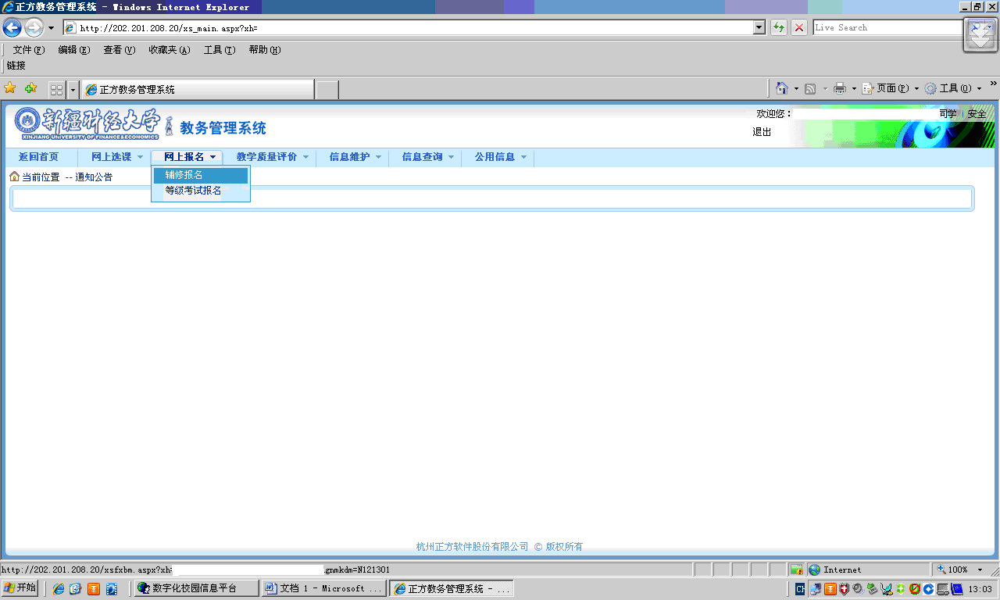 正方教务管理系统 - Windows Internet Explorer
http://202.201.208.20/xs_main.aspx?xh=
Live Search
文件(F) 编辑(E) 查看(V) 收藏夹(A) 工具(T) 帮助(H)
链接
正方教务管理系统
页面(P) 工具(O) »
新疆财经大学
XINJIANG UNIVERSITY OF FINANCE&ECONOMICS
教务管理系统
欢迎您: 同学 | 安全
退出
返回首页 网上选课 网上报名 教学质量评价 信息维护 信息查询 公用信息
当前位置 -- 通知公告
辅修报名
等级考试报名
杭州正方软件股份有限公司 © 版权所有
http://202.201.208.20/xsfxbm.aspx?xh .gnmkdm=N121301
Internet
100%
开始
数字化校园信息平台
文档 1 - Microsoft ...
正方教务管理系统 - ...
13:03